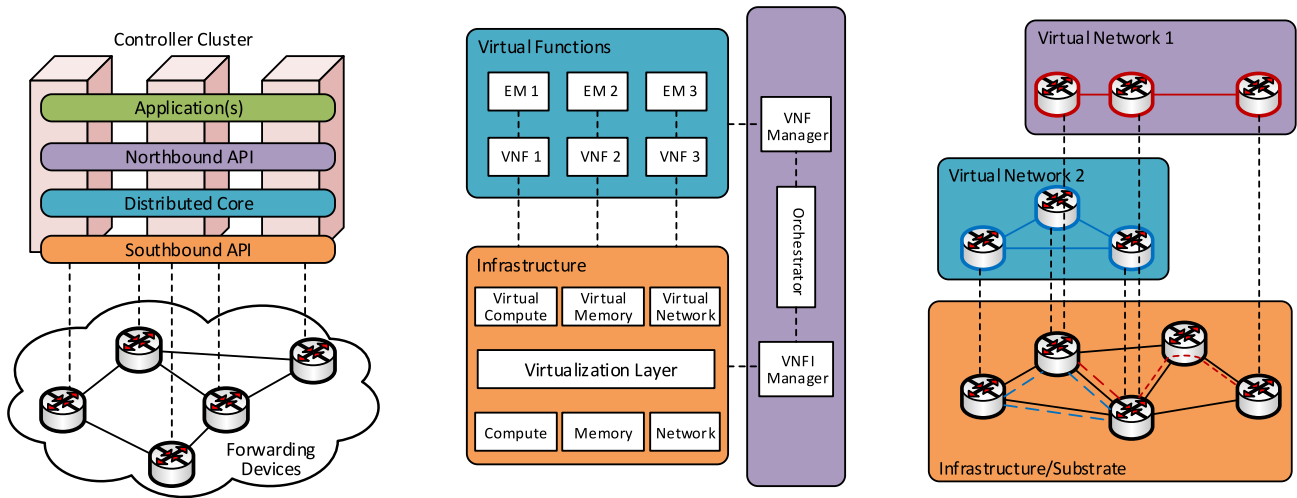 Controller Cluster
Application(s)
Northbound API
Distributed Core
Southbound API
Forwarding
Devices
Virtual Functions
EM 1
EM 2
EM 3
VNF 1
VNF 2
VNF 3
Infrastructure
Virtual
Compute
Virtual
Memory
Virtual
Network
Virtualization Layer
Compute
Memory
Network
VNF
Manager
Orchestrator
VNFI
Manager
Virtual Network 1
Virtual Network 2
Infrastructure/Substrate